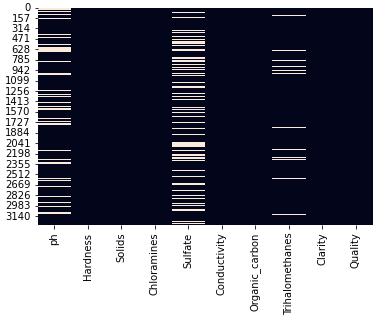 0
157
314
471
628
785
942
1099
1256
1413
1570
1727
1884
2041
2198
2355
2512
2669
2826
2983
3140
ph
Hardness
Solids
Chloramines
Sulfate
Conductivity
Organic_carbon
Trihalomethanes
Clarity
Quality